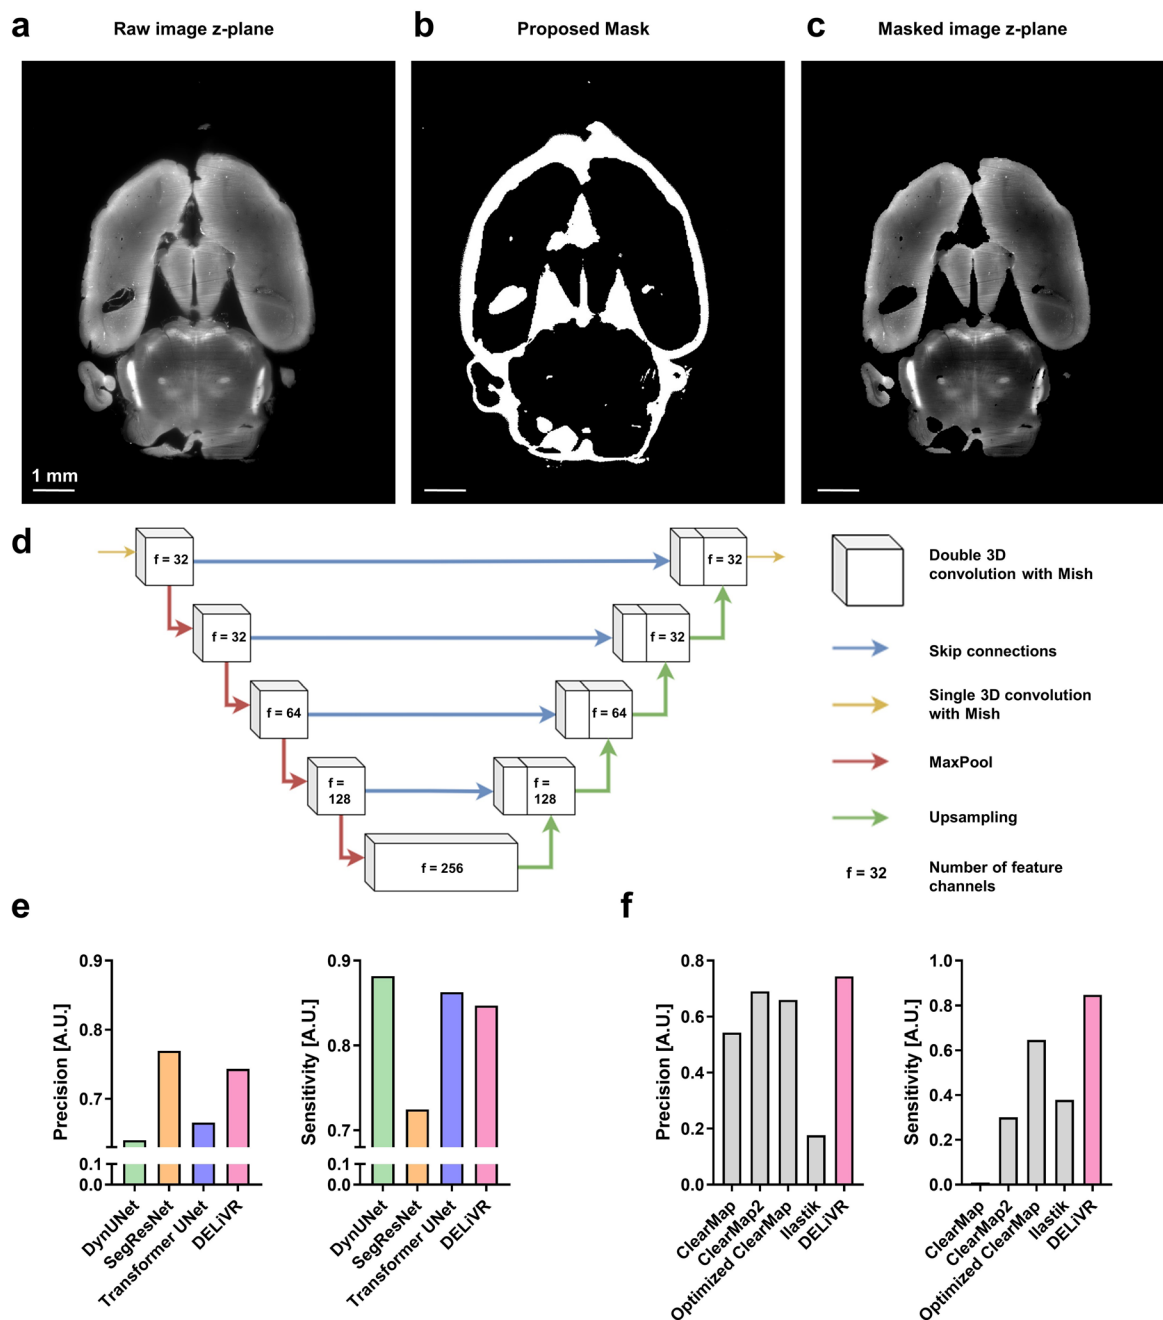 a
Raw image z-plane
b
Proposed Mask
c
Masked image z-plane
1 mm
d
f = 32
f = 32
f = 32
f = 32
f = 64
f = 64
f =
128
f =
128
f = 256
Double 3D
convolution with Mish
Skip connections
Single 3D convolution
with Mish
MaxPool
Upsampling
f = 32
Number of feature
channels
e
Precision [A.U.]
0.9
0.8
0.7
0.1
0.0
DynUNet
SegResNet
Transformer UNet
DELiVR
Sensitivity [A.U.]
0.9
0.8
0.7
0.1
0.0
DynUNet
SegResNet
Transformer UNet
DELiVR
f
Precision [A.U.]
0.8
0.6
0.4
0.2
0.0
ClearMap
ClearMap2
Optimized ClearMap
Ilastik
DELiVR
Sensitivity [A.U.]
1.0
0.8
0.6
0.4
0.2
0.0
ClearMap
ClearMap2
Optimized ClearMap
Ilastik
DELiVR